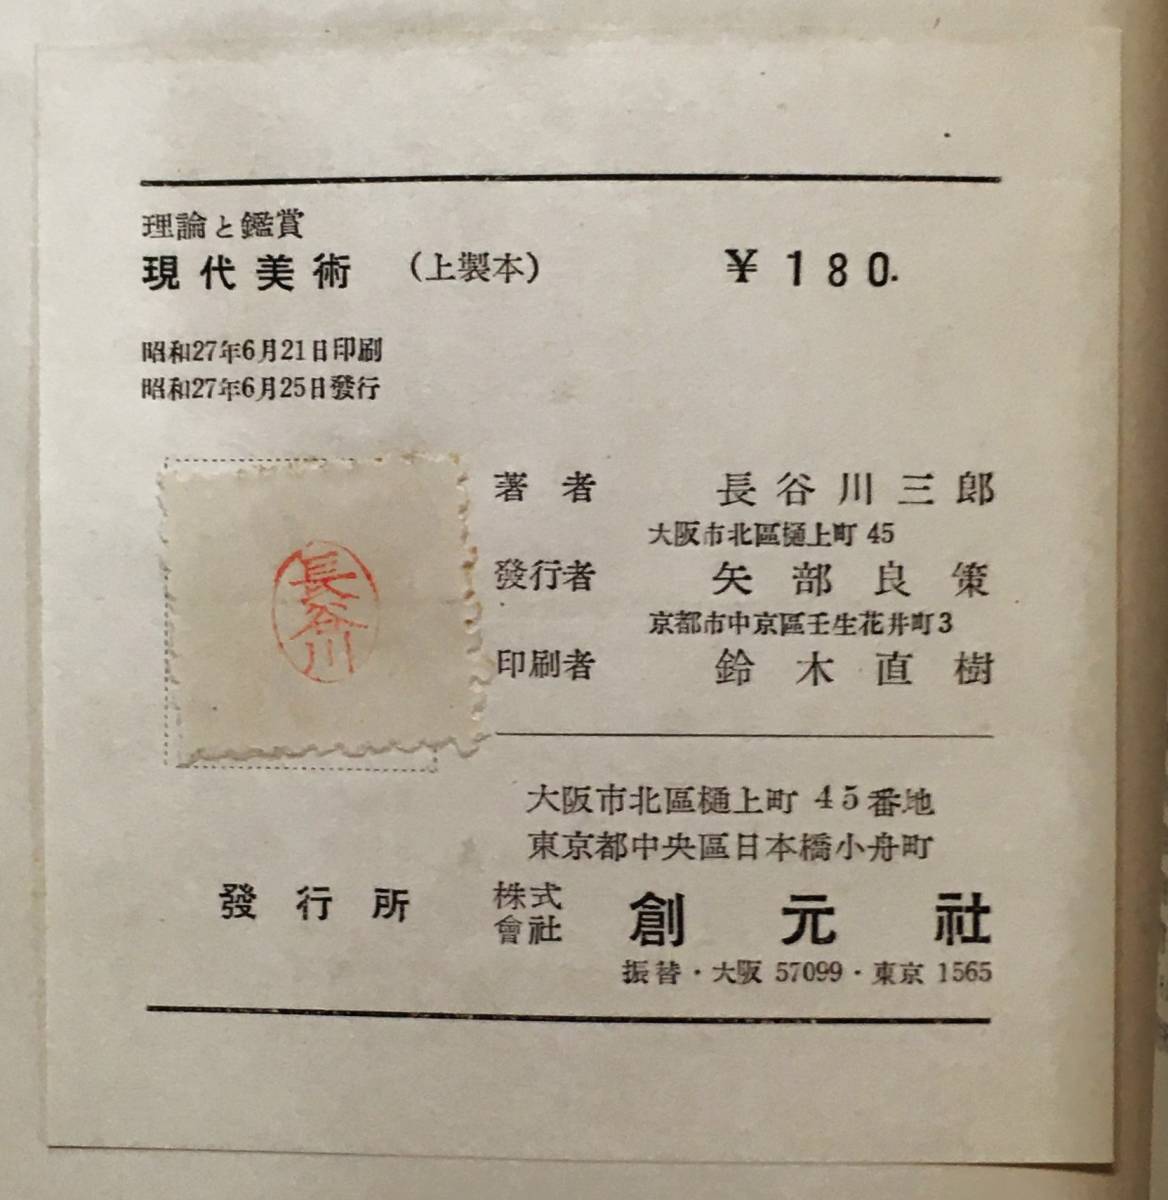 理論と鑑賞
現代美術 (上製本) ¥180.
昭和27年6月21日印刷
昭和27年6月25日發行
長谷川
著者 長谷川三郎
大阪市北區樋上町 45
發行者 矢部良策
京都市中京區壬生花井町3
印刷者 鈴木直樹
大阪市北區樋上町 45番地
東京都中央區日本橋小舟町
發行所 株式會社 創元社
振替・大阪 57099・東京 1565